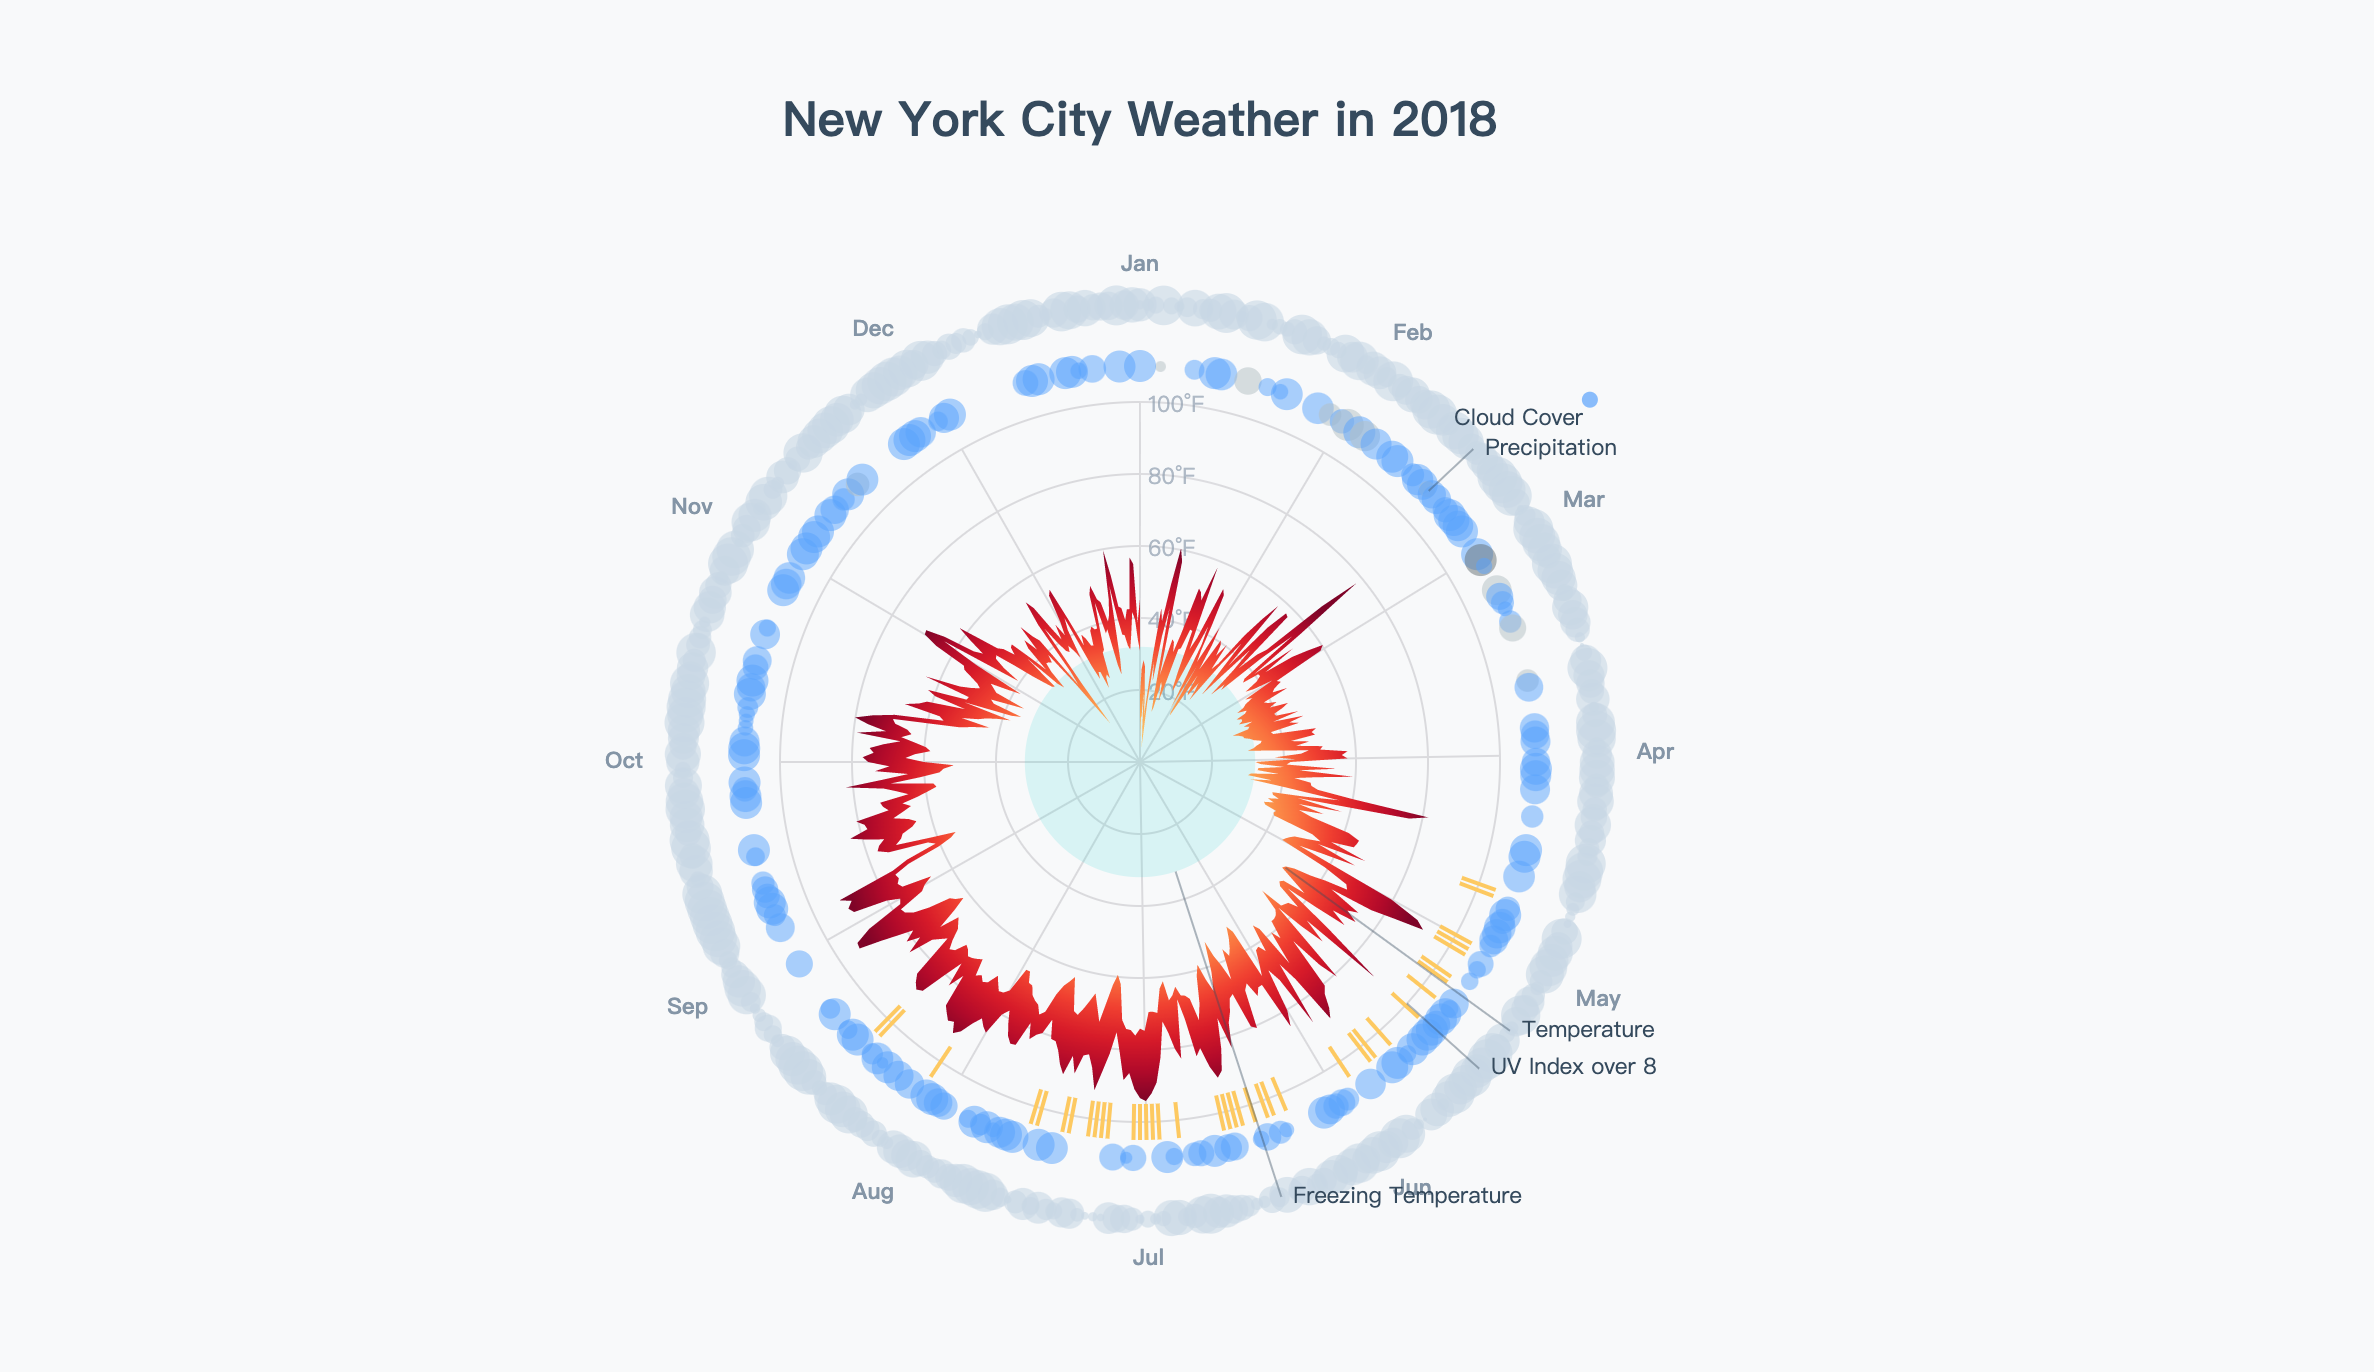 New York City Weather in 2018
Jan
Dec
Feb
100°F
Cloud Cover
Precipitation
80°F
Nov
Mar
60°F
40°F
20°F
Oct
Apr
Sep
May
Temperature
UV Index over 8
Aug
Jun
Freezing Temperature
Jul